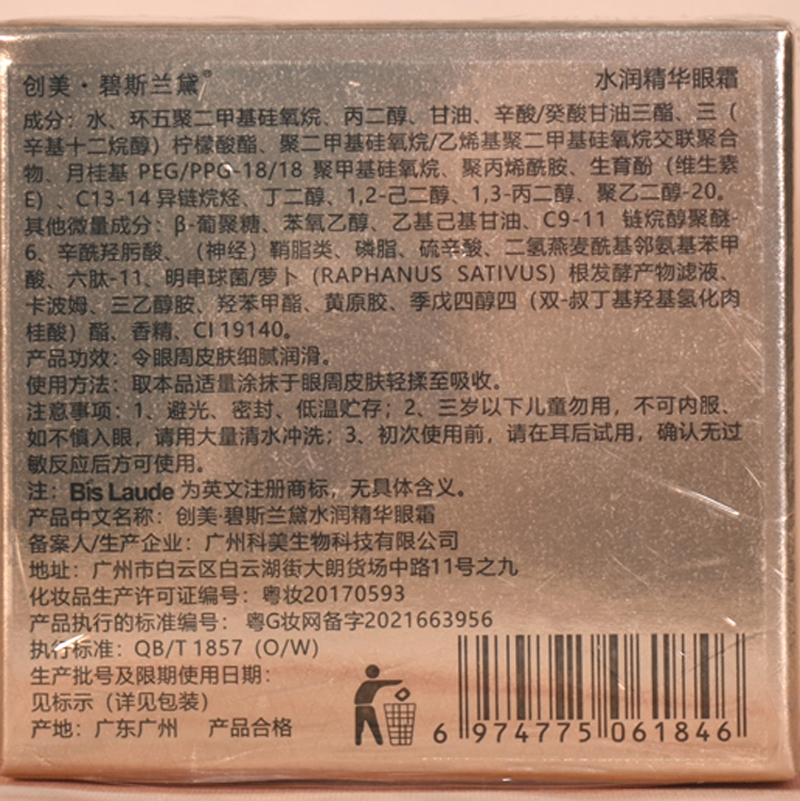 创美·碧斯兰黛® 水润精华眼霜
成分：水、环五聚二甲基硅氧烷、丙二醇、甘油、辛酸/癸酸甘油三酯、三（
辛基十二烷醇）柠檬酸酯、聚二甲基硅氧烷/乙烯基聚二甲基硅氧烷交联聚合
物、月桂基 PEG/PPG-18/18 聚甲基硅氧烷、聚丙烯酰胺、生育酚（维生素
E）、C13-14 异链烷烃、丁二醇、1,2-己二醇、1,3-丙二醇、聚乙二醇-20。
其他微量成分：β-葡聚糖、苯氧乙醇、乙基己基甘油、C9-11 链烷醇聚醚-
6、辛酰羟肟酸、（神经）鞘脂类、磷脂、硫辛酸、二氢燕麦酰基邻氨基苯甲
酸、六肽-11、明串球菌/萝卜（RAPHANUS SATIVUS）根发酵产物滤液、
卡波姆、三乙醇胺、羟苯甲酯、黄原胶、季戊四醇四（双-叔丁基羟基氢化肉
桂酸）酯、香精、CI 19140。
产品功效：令眼周皮肤细腻润滑。
使用方法：取本品适量涂抹于眼周皮肤轻揉至吸收。
注意事项：1、避光、密封、低温贮存；2、三岁以下儿童勿用，不可内服、
如不慎入眼，请用大量清水冲洗；3、初次使用前，请在耳后试用，确认无过
敏反应后方可使用。
注：Bis Laude 为英文注册商标，无具体含义。
产品中文名称：创美·碧斯兰黛水润精华眼霜
备案人/生产企业：广州科美生物科技有限公司
地址：广州市白云区白云湖街大朗货场中路11号之九
化妆品生产许可证编号：粤妆20170593
产品执行的标准编号：粤G妆网备字2021663956
执行标准：QB/T 1857（O/W）
生产批号及限期使用日期：
见标示（详见包装）
产地：广东广州 产品合格
6 974775 061846